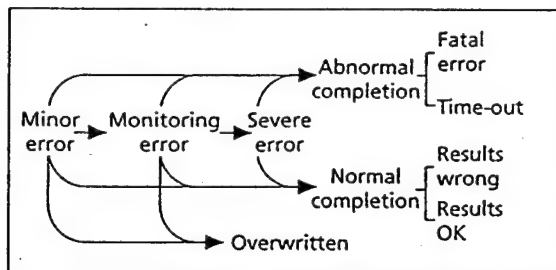 Fatal
error
Abnormal
completion
Time-out
Minor
error
Monitoring
error
Severe
error
Results
wrong
Normal
completion
Results
OK
Overwritten